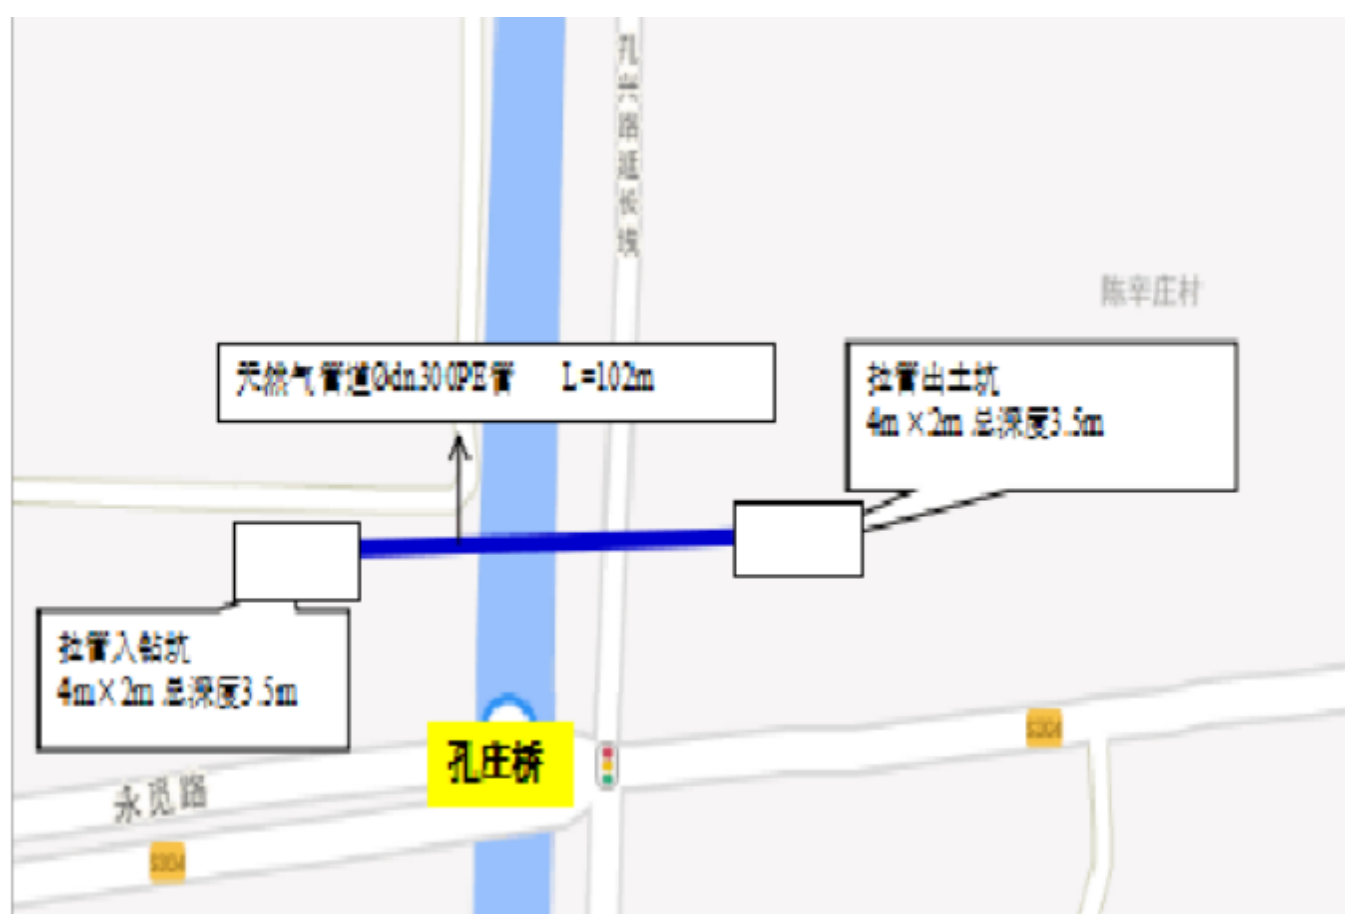 孔兴路延长线
陈辛庄村
天然气管道Ødn300PE管 L=102m
拉管出土坑
4m×2m 总深度3.5m
拉管入钻坑
4m×2m 总深度3.5m
孔庄桥
永觅路
S304
S304